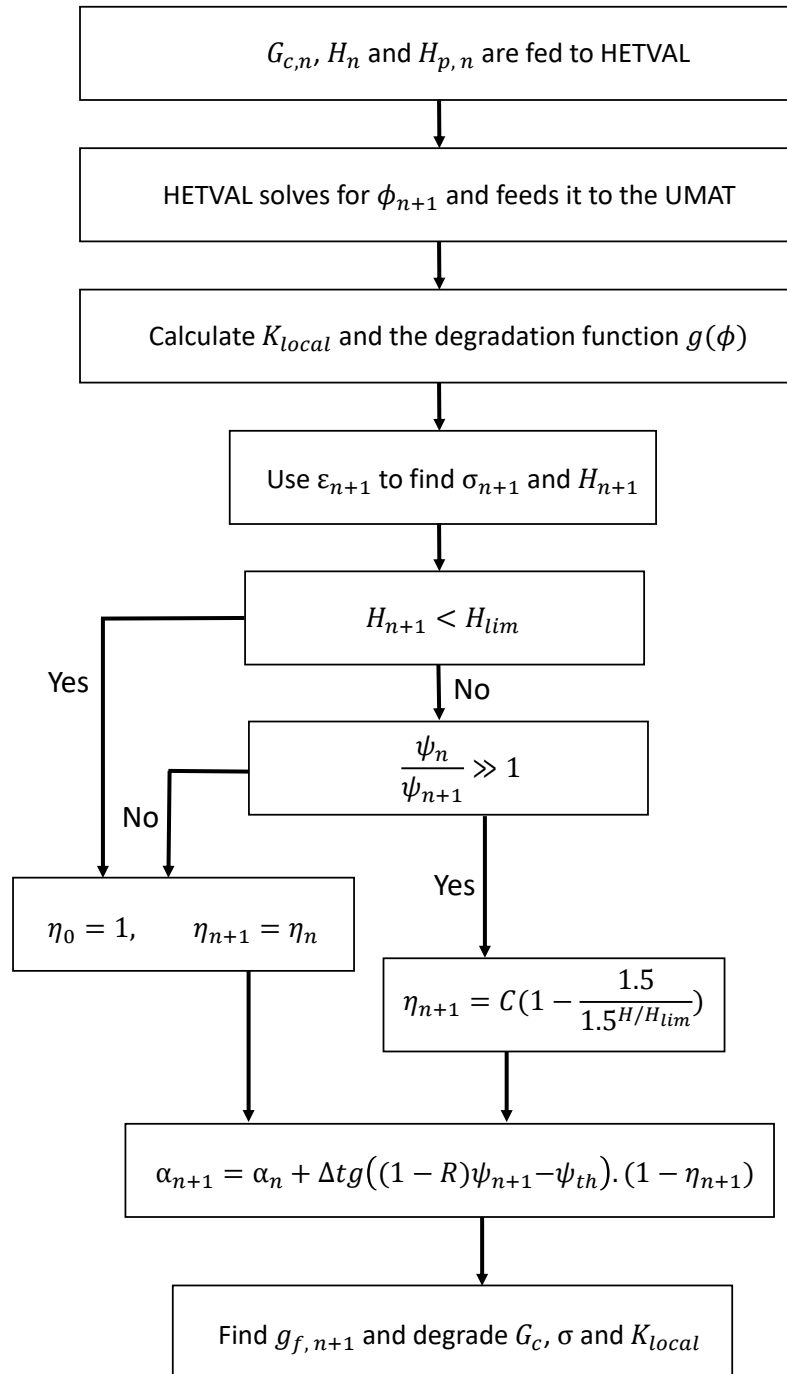 G_{c,n}, H_n and H_{p, n} are fed to HETVAL
HETVAL solves for ϕ_{n+1} and feeds it to the UMAT
Calculate K_{local} and the degradation function g(ϕ)
Use ε_{n+1} to find σ_{n+1} and H_{n+1}
H_{n+1} < H_{lim}
Yes
No
ψ_n / ψ_{n+1} ≫ 1
No
Yes
η_0 = 1, η_{n+1} = η_n
η_{n+1} = C(1 − 1.5 / 1.5^{H/H_{lim}})
α_{n+1} = α_n + Δtg((1 − R)ψ_{n+1}−ψ_{th}). (1 − η_{n+1})
Find g_{f, n+1} and degrade G_c, σ and K_{local}